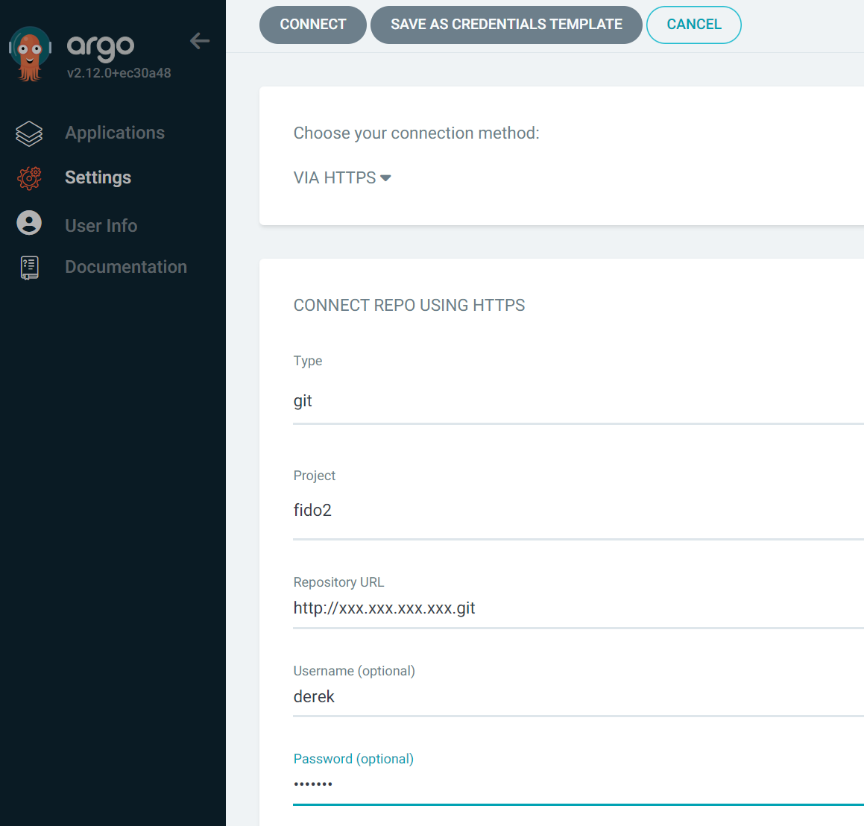 argo
v2.12.0+ec30a48
Applications
Settings
User Info
Documentation
CONNECT
SAVE AS CREDENTIALS TEMPLATE
CANCEL
Choose your connection method:
VIA HTTPS
CONNECT REPO USING HTTPS
Type
git
Project
fido2
Repository URL
http://xxx.xxx.xxx.xxx.git
Username (optional)
derek
Password (optional)
•••••••